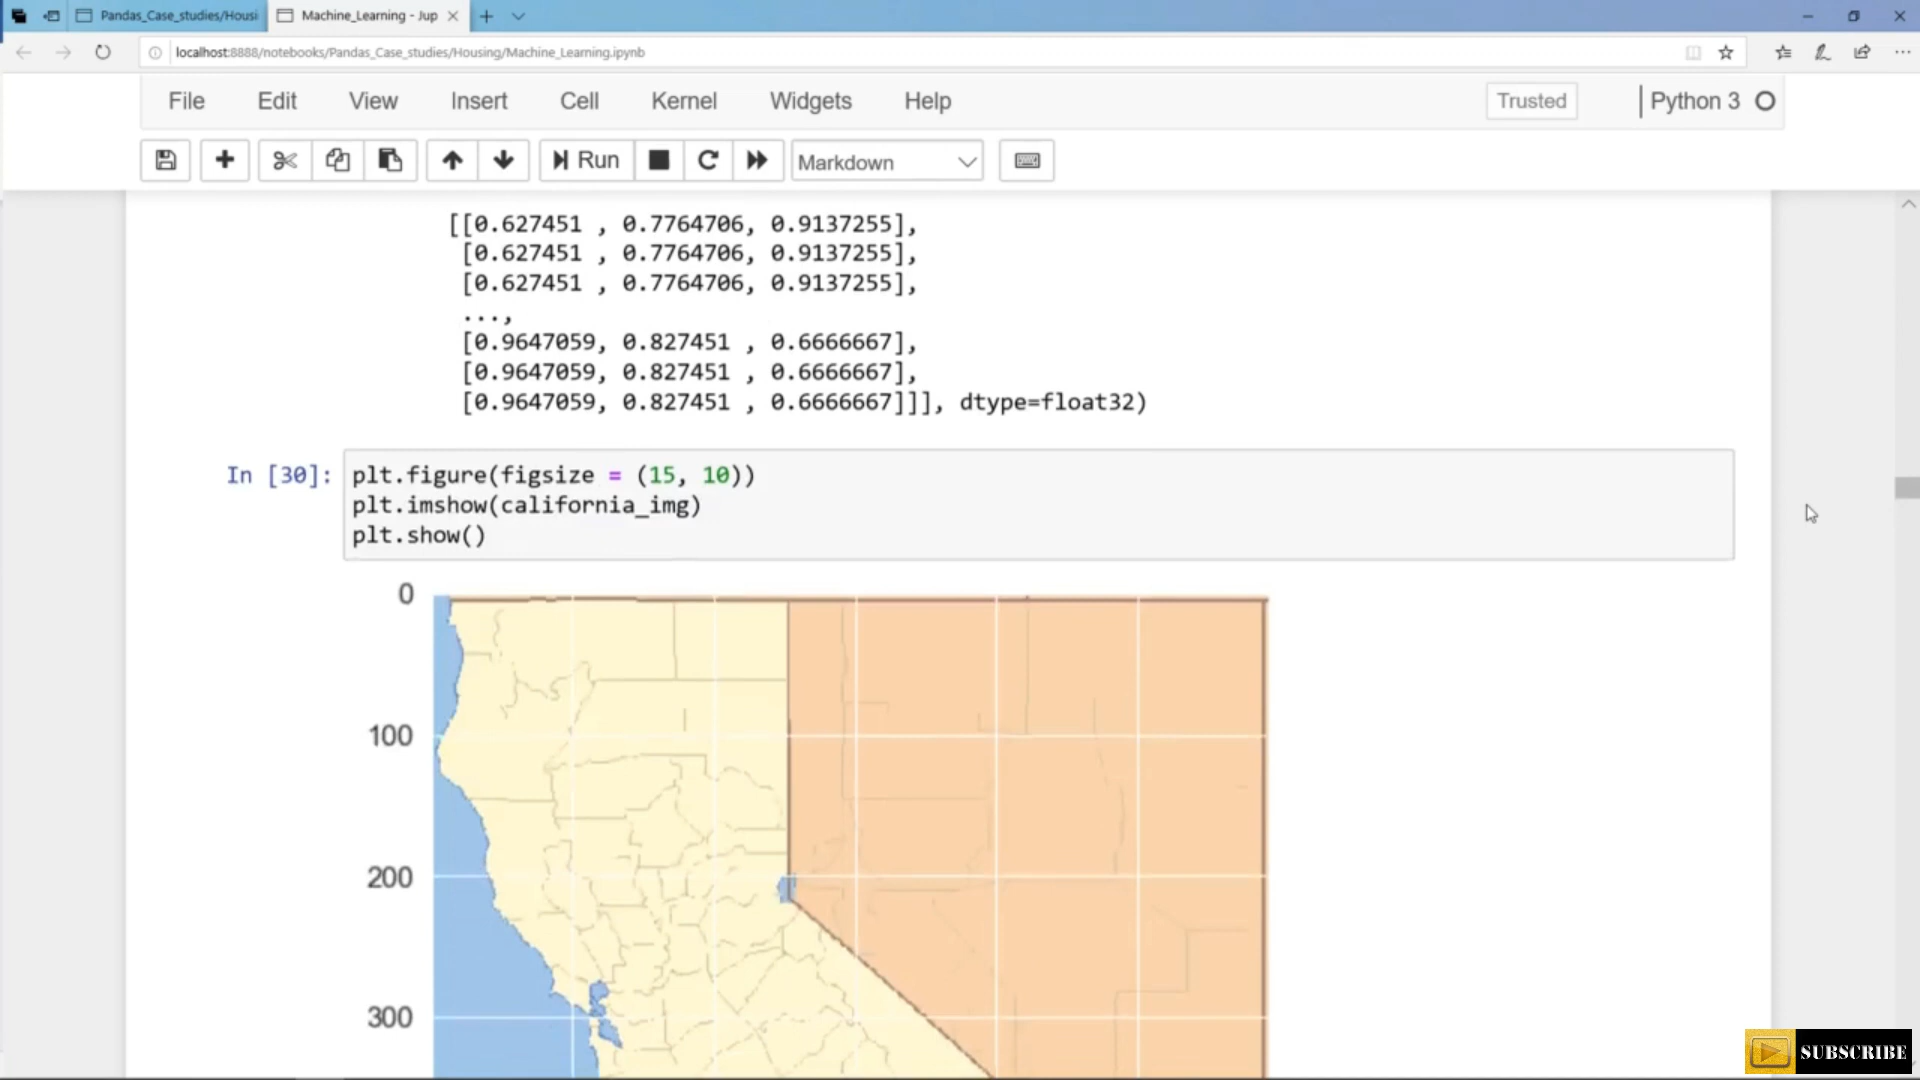 Pandas_Case_studies/Housi
Machine_Learning - Jup
localhost:8888/notebooks/Pandas_Case_studies/Housing/Machine_Learning.ipynb
File Edit View Insert Cell Kernel Widgets Help Trusted Python 3
Run Markdown
[[0.627451 , 0.7764706, 0.9137255],
[0.627451 , 0.7764706, 0.9137255],
[0.627451 , 0.7764706, 0.9137255],
...,
[0.9647059, 0.827451 , 0.6666667],
[0.9647059, 0.827451 , 0.6666667],
[0.9647059, 0.827451 , 0.6666667]]], dtype=float32)
In [30]: plt.figure(figsize = (15, 10))
plt.imshow(california_img)
plt.show()
0
100
200
300
SUBSCRIBE